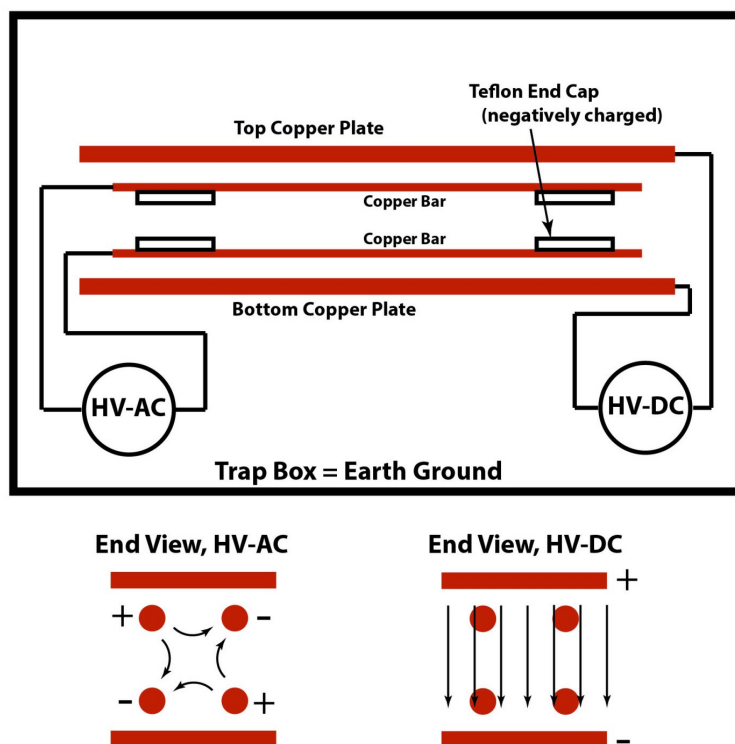 Teflon End Cap
(negatively charged)
Top Copper Plate
Copper Bar
Copper Bar
Bottom Copper Plate
HV-AC
HV-DC
Trap Box = Earth Ground
End View, HV-AC
End View, HV-DC
+
+ -
- +
-